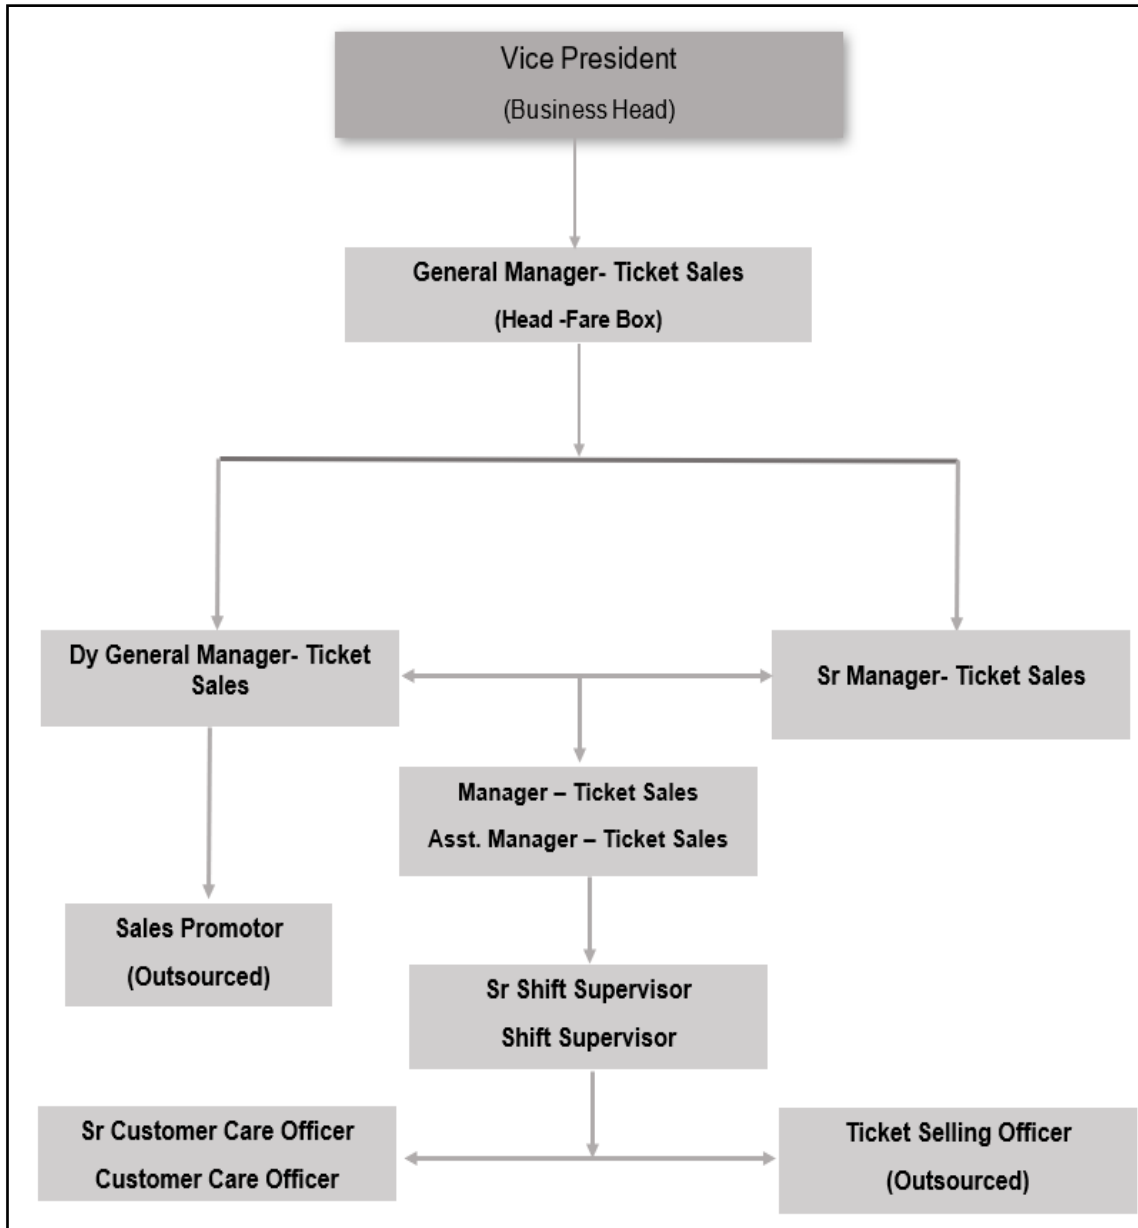 Vice President
(Business Head)
General Manager- Ticket Sales
(Head -Fare Box)
Dy General Manager- Ticket
Sales
Sr Manager- Ticket Sales
Manager – Ticket Sales
Asst. Manager – Ticket Sales
Sales Promotor
(Outsourced)
Sr Shift Supervisor
Shift Supervisor
Sr Customer Care Officer
Customer Care Officer
Ticket Selling Officer
(Outsourced)